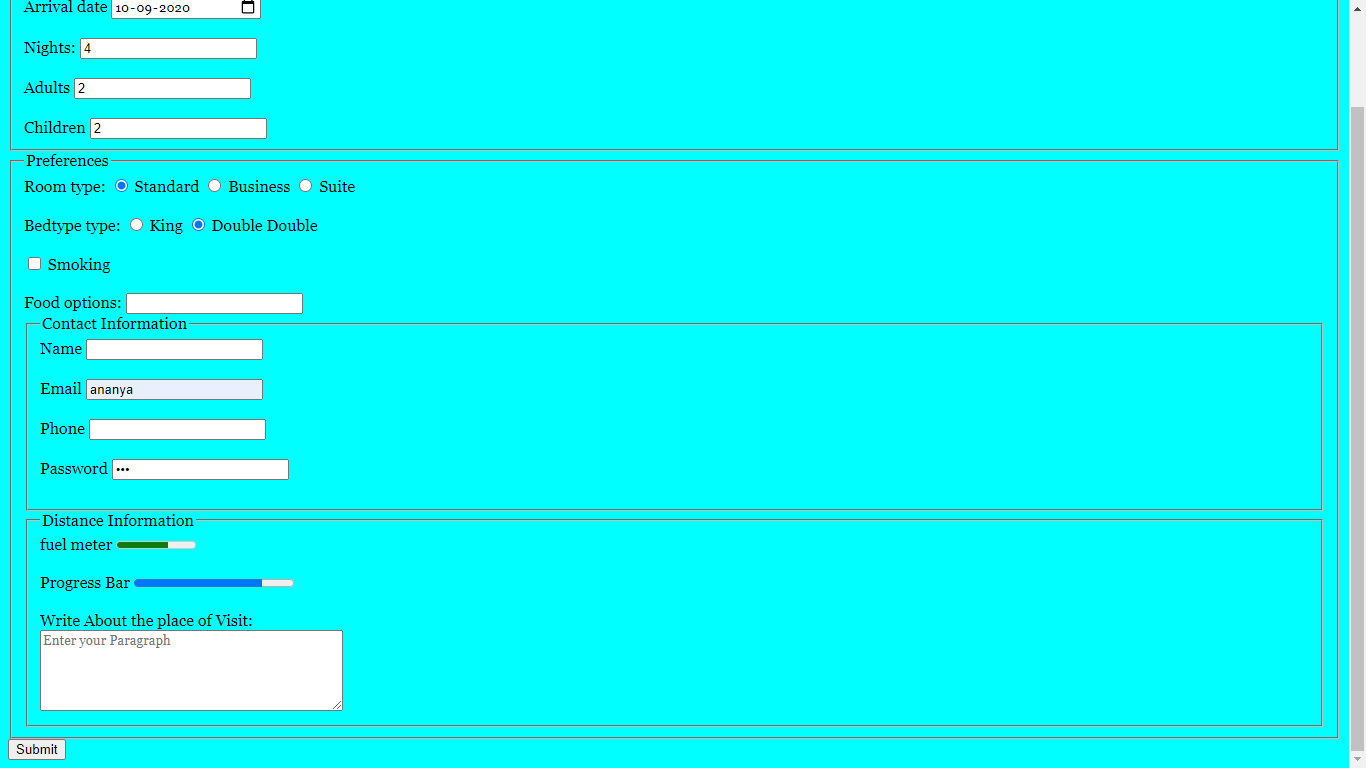 Arrival date 10-09-2020
Nights: 4
Adults 2
Children 2
Preferences
Room type: Standard Business Suite
Bedtype type: King Double Double
Smoking
Food options:
Contact Information
Name
Email ananya
Phone
Password •••
Distance Information
fuel meter
Progress Bar
Write About the place of Visit:
Enter your Paragraph
Submit